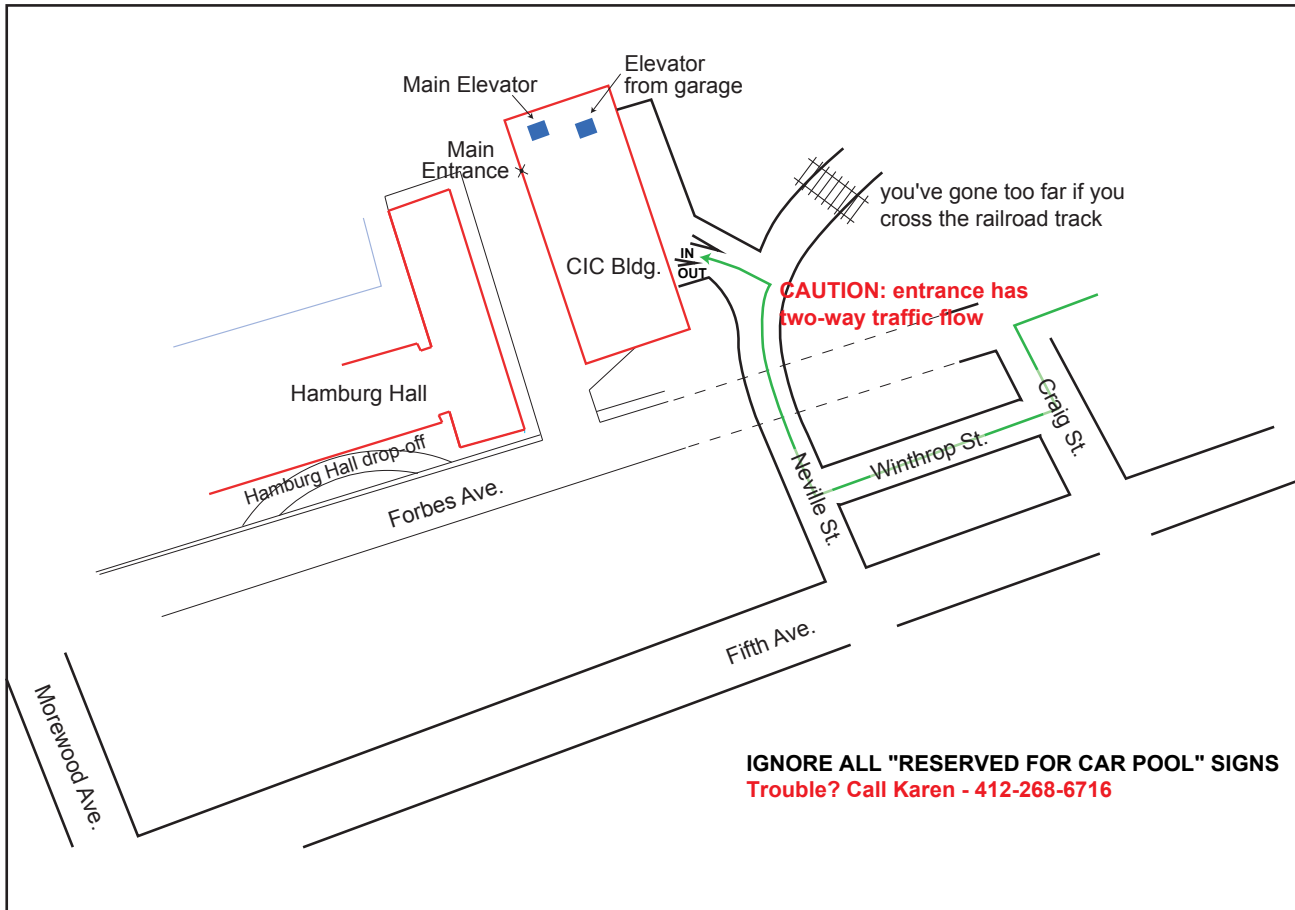 Elevator
from garage
Main Elevator
Main
Entrance
you've gone too far if you
cross the railroad track
IN
OUT
CIC Bldg.
CAUTION: entrance has
two-way traffic flow
Hamburg Hall
Craig St.
Winthrop St.
Hamburg Hall drop-off
Forbes Ave.
Neville St.
Fifth Ave.
Morewood Ave.
IGNORE ALL "RESERVED FOR CAR POOL" SIGNS
Trouble? Call Karen - 412-268-6716